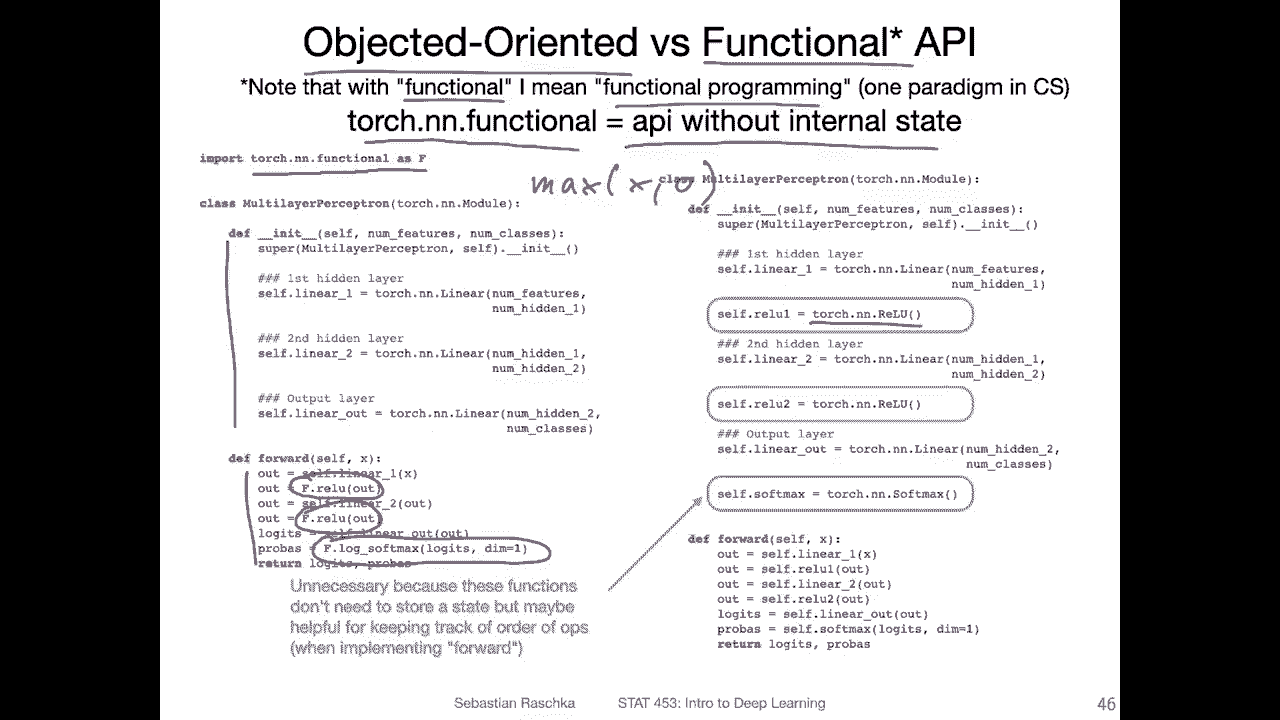 Objected-Oriented vs Functional* API
*Note that with "functional" I mean "functional programming" (one paradigm in CS)
torch.nn.functional = api without internal state
import torch.nn.functional as F
class MultilayerPerceptron(torch.nn.Module):
def __init__(self, num_features, num_classes):
super(MultilayerPerceptron, self).__init__()
### 1st hidden layer
self.linear_1 = torch.nn.Linear(num_features,
num_hidden_1)
### 2nd hidden layer
self.linear_2 = torch.nn.Linear(num_hidden_1,
num_hidden_2)
### Output layer
self.linear_out = torch.nn.Linear(num_hidden_2,
num_classes)
def forward(self, x):
out = self.linear_1(x)
out = F.relu(out)
out = self.linear_2(out)
out = F.relu(out)
logits = self.linear_out(out)
probas = F.log_softmax(logits, dim=1)
return logits, probas
Unnecessary because these functions
don't need to store a state but maybe
helpful for keeping track of order of ops
(when implementing "forward")
max(x, 0)
class MultilayerPerceptron(torch.nn.Module):
def __init__(self, num_features, num_classes):
super(MultilayerPerceptron, self).__init__()
### 1st hidden layer
self.linear_1 = torch.nn.Linear(num_features,
num_hidden_1)
self.relu1 = torch.nn.ReLU()
### 2nd hidden layer
self.linear_2 = torch.nn.Linear(num_hidden_1,
num_hidden_2)
self.relu2 = torch.nn.ReLU()
### Output layer
self.linear_out = torch.nn.Linear(num_hidden_2,
num_classes)
self.softmax = torch.nn.Softmax()
def forward(self, x):
out = self.linear_1(x)
out = self.relu1(out)
out = self.linear_2(out)
out = self.relu2(out)
logits = self.linear_out(out)
probas = self.softmax(logits, dim=1)
return logits, probas
Sebastian Raschka STAT 453: Intro to Deep Learning 46